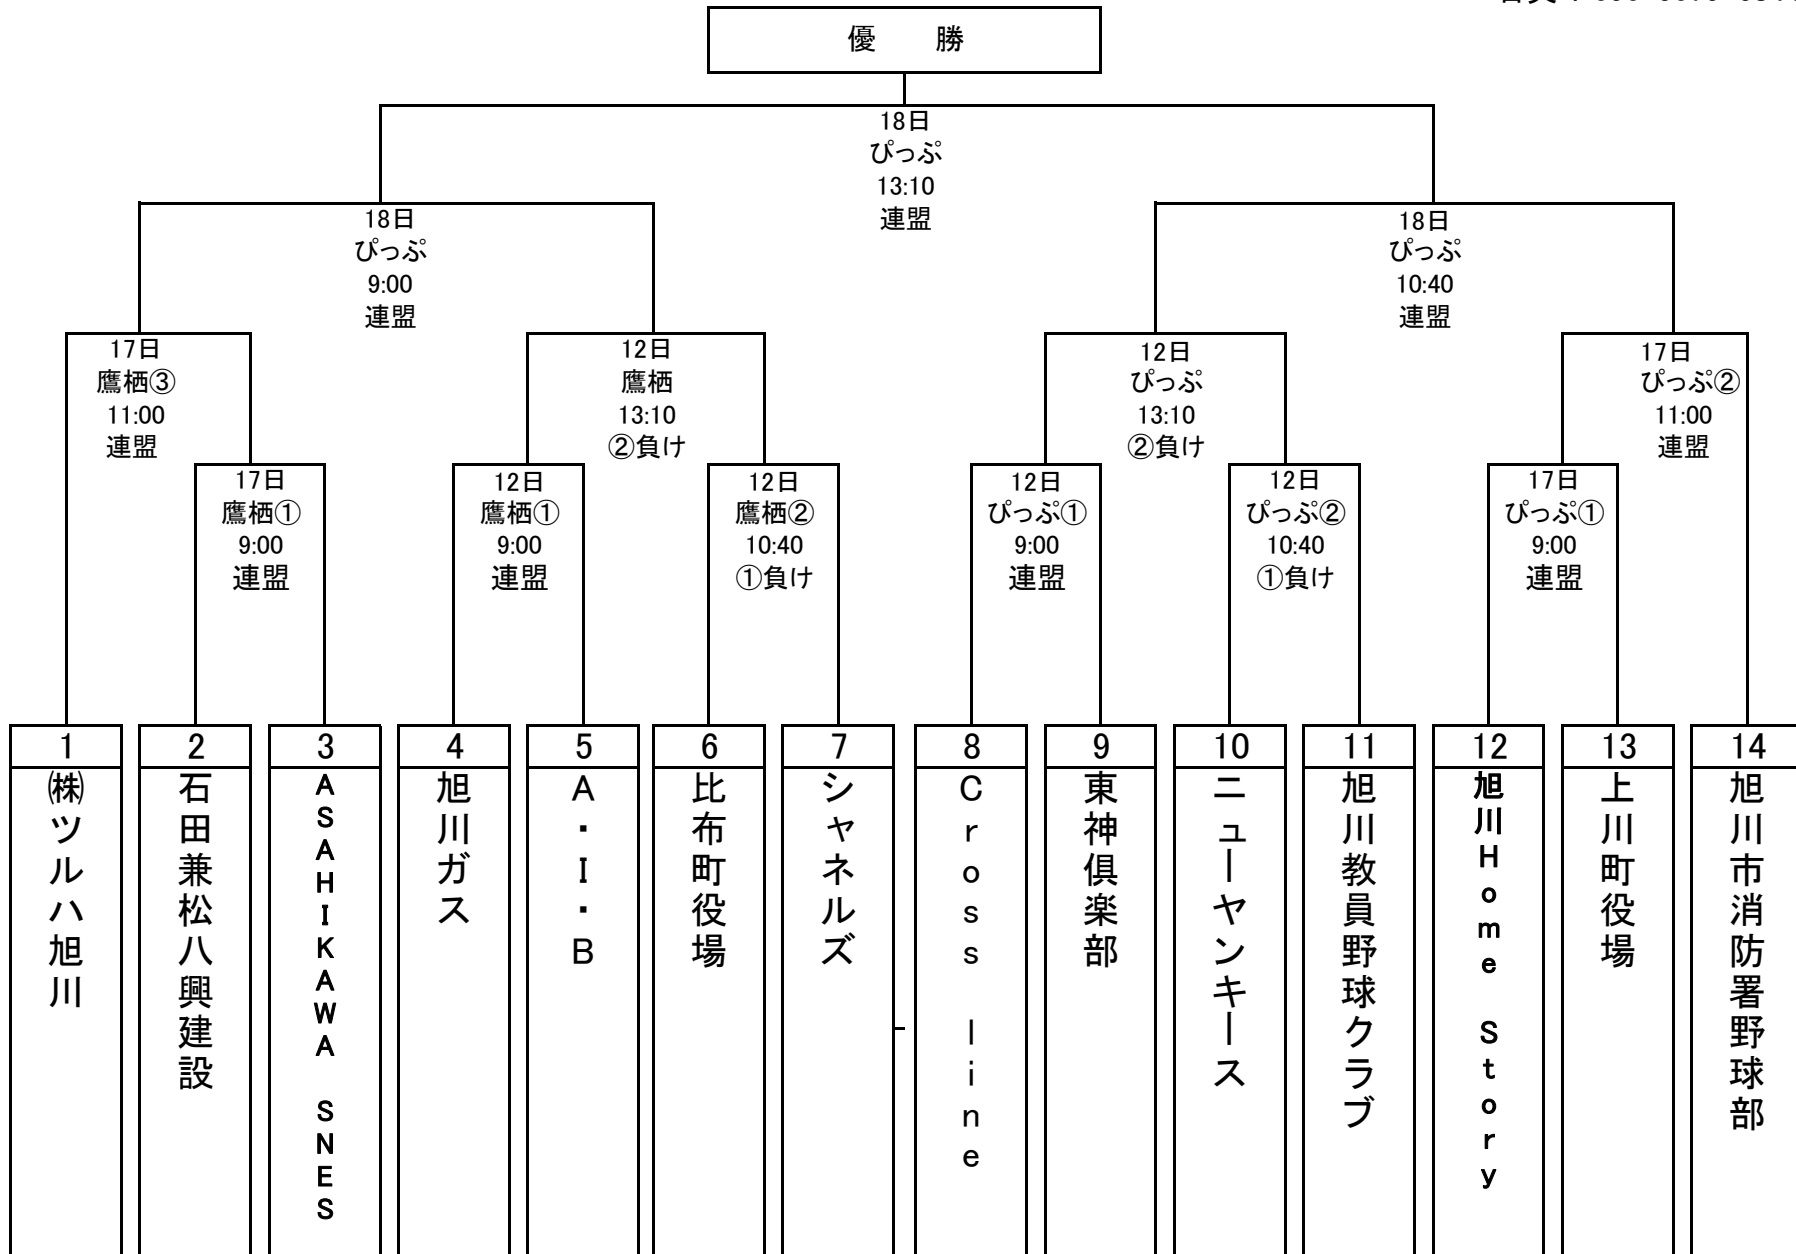 優　勝
18日
ぴっぷ
13:10
連盟
18日
ぴっぷ
9:00
連盟
18日
ぴっぷ
10:40
連盟
17日
鷹栖③
11:00
連盟
12日
鷹栖
13:10
②負け
12日
ぴっぷ
13:10
②負け
17日
ぴっぷ②
11:00
連盟
17日
鷹栖①
9:00
連盟
12日
鷹栖①
9:00
連盟
12日
鷹栖②
10:40
①負け
12日
ぴっぷ①
9:00
連盟
12日
ぴっぷ②
10:40
①負け
17日
ぴっぷ①
9:00
連盟
1
㈱ツルハ旭川
2
石田兼松八興建設
3
ASAHIKAWA SNES
4
旭川ガス
5
A・I・B
6
比布町役場
7
シャネルズ
8
Cross line
9
東神倶楽部
10
ニューヤンキース
11
旭川教員野球クラブ
12
旭川Home Story
13
上川町役場
14
旭川市消防署野球部